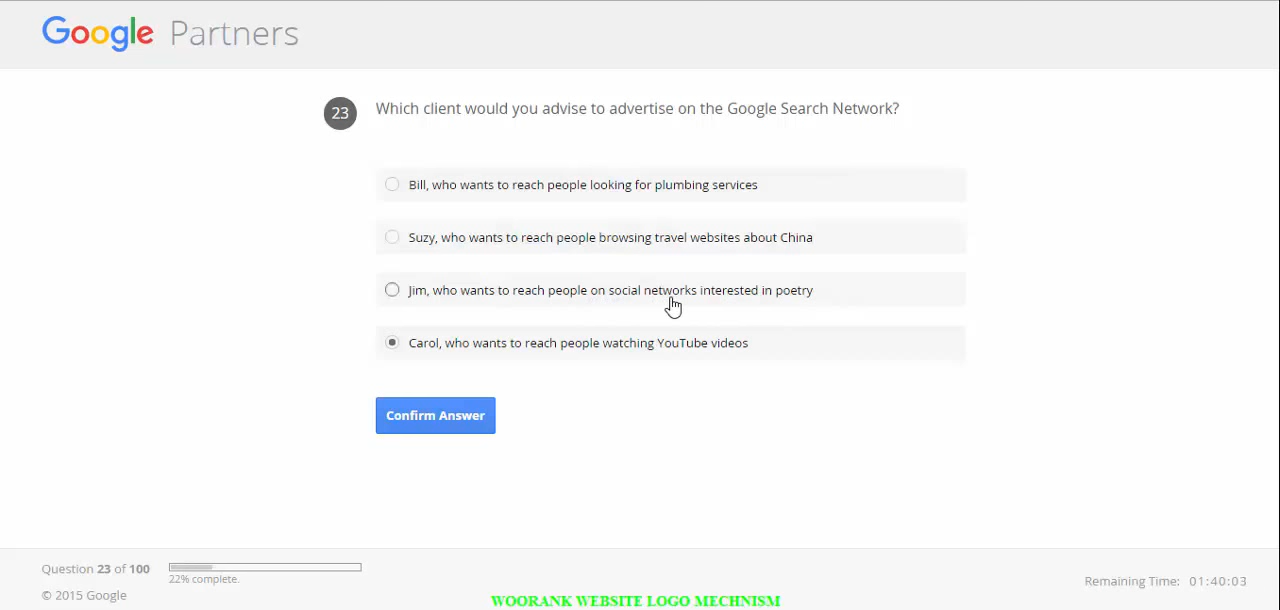 Google Partners
23 Which client would you advise to advertise on the Google Search Network?
Bill, who wants to reach people looking for plumbing services
Suzy, who wants to reach people browsing travel websites about China
Jim, who wants to reach people on social networks interested in poetry
Carol, who wants to reach people watching YouTube videos
Confirm Answer
Question 23 of 100
22% complete.
Remaining Time: 01:40:03
© 2015 Google
WOORANK WEBSITE LOGO MECHNISM